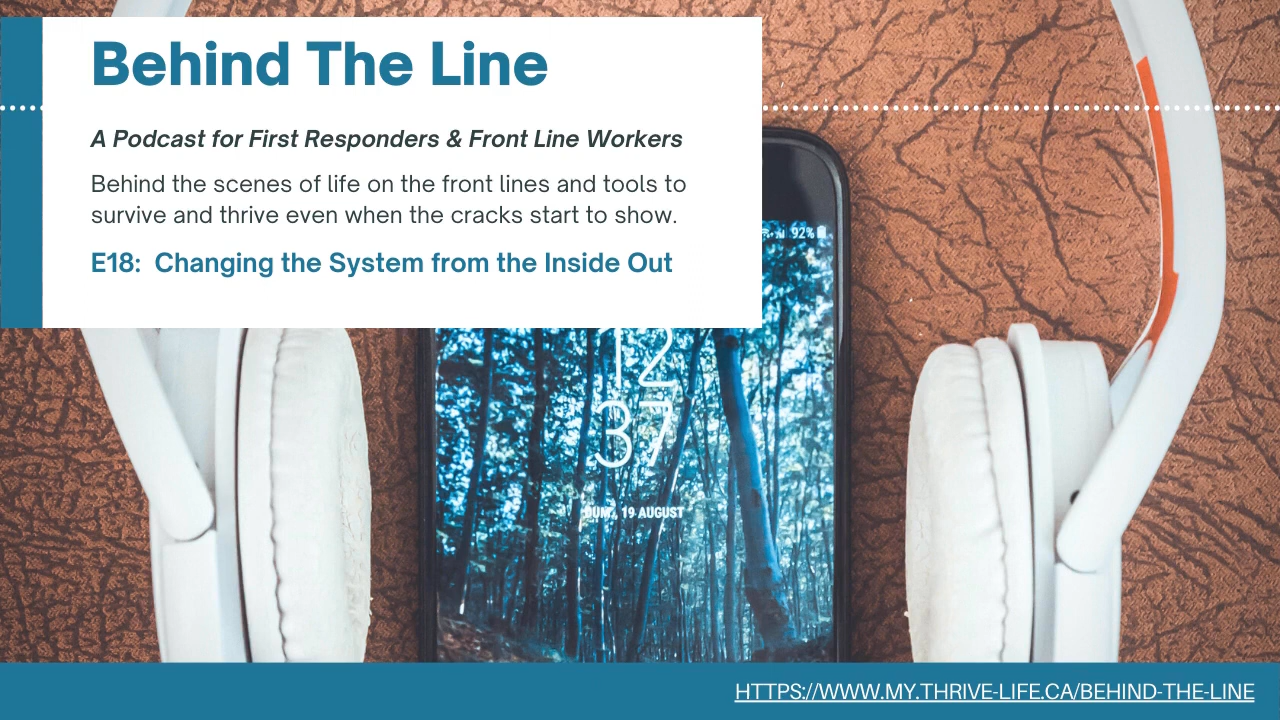 Behind The Line
A Podcast for First Responders & Front Line Workers
Behind the scenes of life on the front lines and tools to
survive and thrive even when the cracks start to show.
E18: Changing the System from the Inside Out
92%
12
37
DUM., 19 AUGUST
HTTPS://WWW.MY.THRIVE-LIFE.CA/BEHIND-THE-LINE